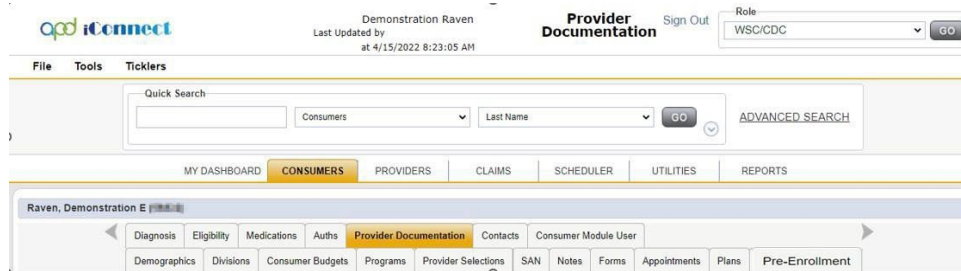 apd iConnect
Demonstration Raven
Last Updated by
at 4/15/2022 8:23:05 AM
Provider Documentation
Sign Out
Role
WSC/CDC
GO
File Tools Ticklers
Quick Search
Consumers Last Name GO ADVANCED SEARCH
MY DASHBOARD CONSUMERS PROVIDERS CLAIMS SCHEDULER UTILITIES REPORTS
Raven, Demonstration E
Diagnosis Eligibility Medications Auths Provider Documentation Contacts Consumer Module User
Demographics Divisions Consumer Budgets Programs Provider Selections SAN Notes Forms Appointments Plans Pre-Enrollment